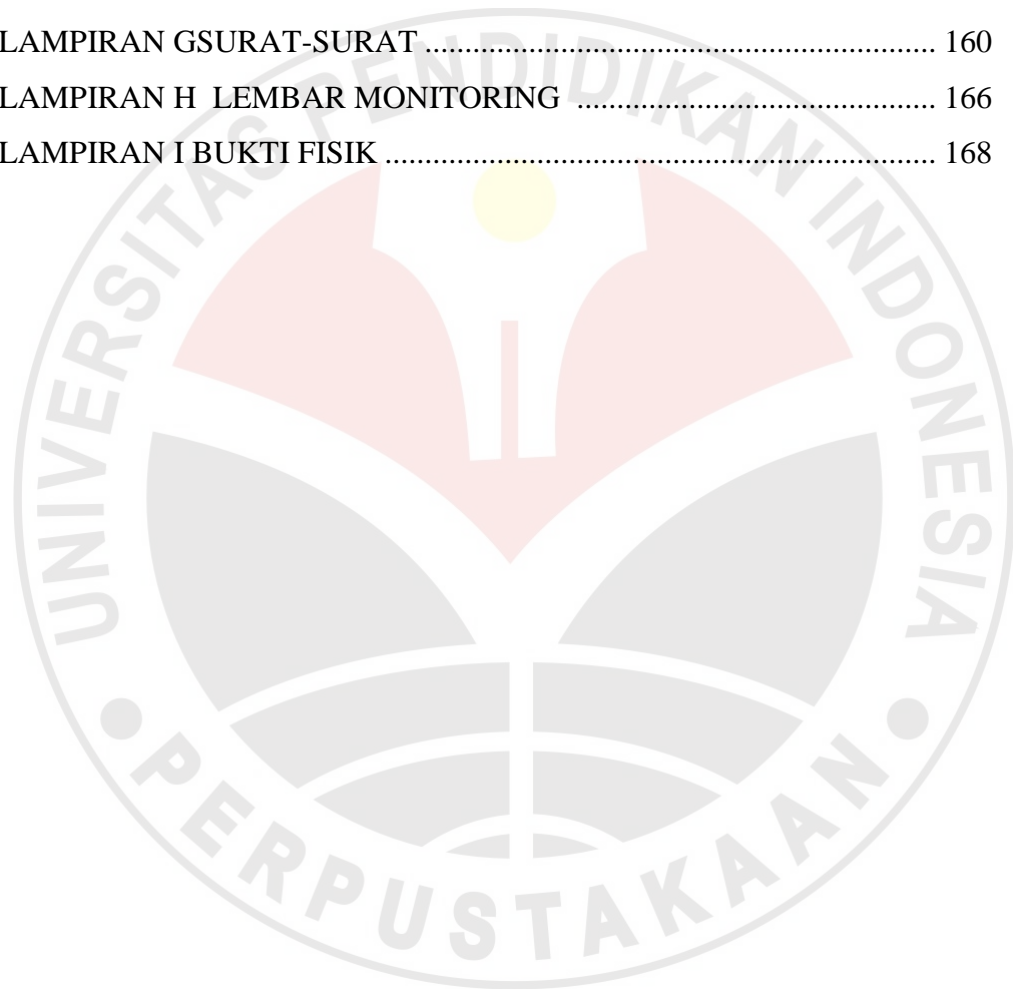 LAMPIRAN GSURAT-SURAT ................................................................ 160
LAMPIRAN H  LEMBAR MONITORING ............................................. 166
LAMPIRAN I BUKTI FISIK ..................................................................... 168
UNIVERSITAS PENDIDIKAN INDONESIA
PERPUSTAKAAN